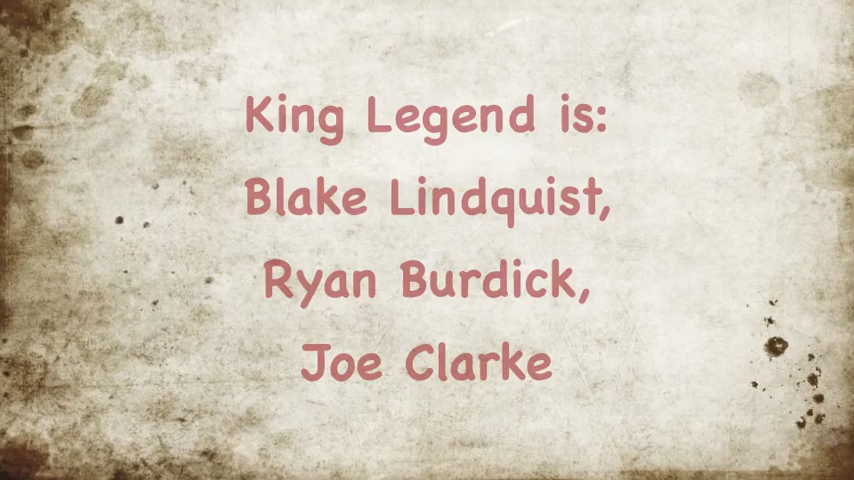 King Legend is:
Blake Lindquist,
Ryan Burdick,
Joe Clarke